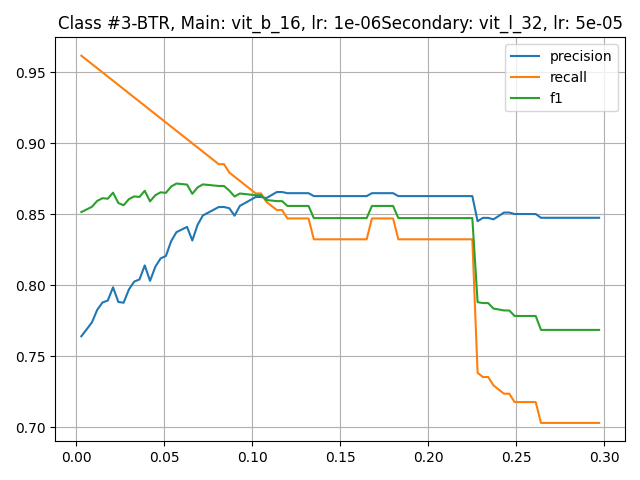 Class #3-BTR, Main: vit_b_16, lr: 1e-06Secondary: vit_l_32, lr: 5e-05
precision
recall
f1
0.95
0.90
0.85
0.80
0.75
0.70
0.00 0.05 0.10 0.15 0.20 0.25 0.30